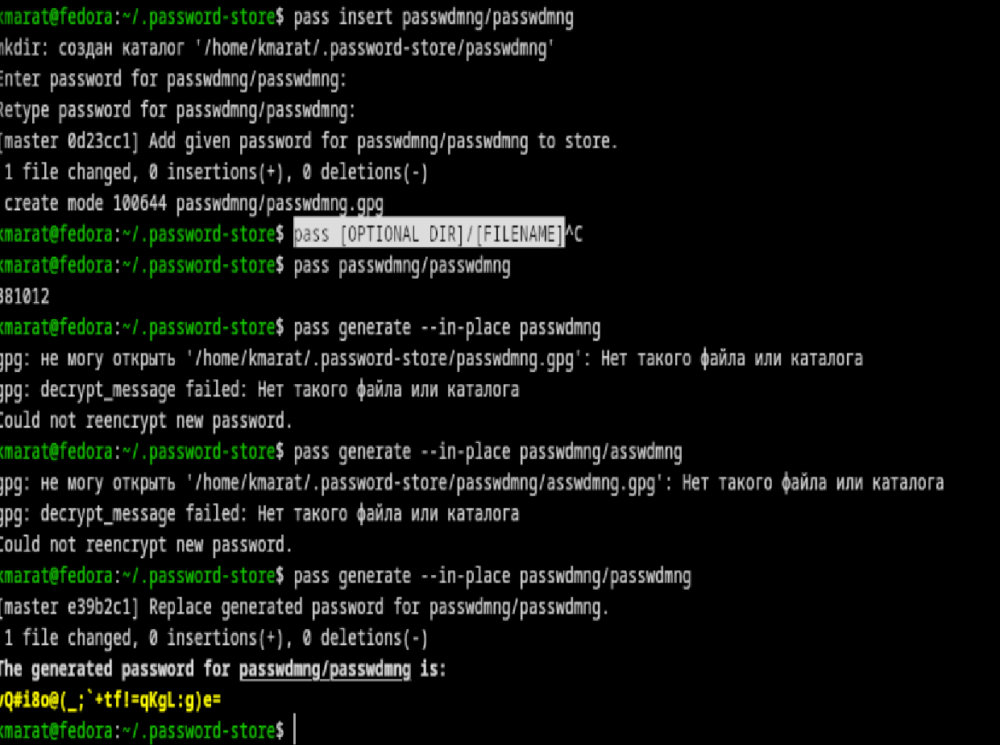 kmarat@fedora:~/.password-store$ pass insert passwdmng/passwdmng
mkdir: создан каталог '/home/kmarat/.password-store/passwdmng'
Enter password for passwdmng/passwdmng:
Retype password for passwdmng/passwdmng:
[master 0d23cc1] Add given password for passwdmng/passwdmng to store.
1 file changed, 0 insertions(+), 0 deletions(-)
create mode 100644 passwdmng/passwdmng.gpg
kmarat@fedora:~/.password-store$ pass [OPTIONAL DIR]/[FILENAME]^C
kmarat@fedora:~/.password-store$ pass passwdmng/passwdmng
381012
kmarat@fedora:~/.password-store$ pass generate --in-place passwdmng
gpg: не могу открыть '/home/kmarat/.password-store/passwdmng.gpg': Нет такого файла или каталога
gpg: decrypt_message failed: Нет такого файла или каталога
Could not reencrypt new password.
kmarat@fedora:~/.password-store$ pass generate --in-place passwdmng/asswdmng
gpg: не могу открыть '/home/kmarat/.password-store/passwdmng/asswdmng.gpg': Нет такого файла или каталога
gpg: decrypt_message failed: Нет такого файла или каталога
Could not reencrypt new password.
kmarat@fedora:~/.password-store$ pass generate --in-place passwdmng/passwdmng
[master e39b2c1] Replace generated password for passwdmng/passwdmng.
1 file changed, 0 insertions(+), 0 deletions(-)
The generated password for passwdmng/passwdmng is:
vQ#i8o@(_;`+tf!=qKgL:g)e=
kmarat@fedora:~/.password-store$